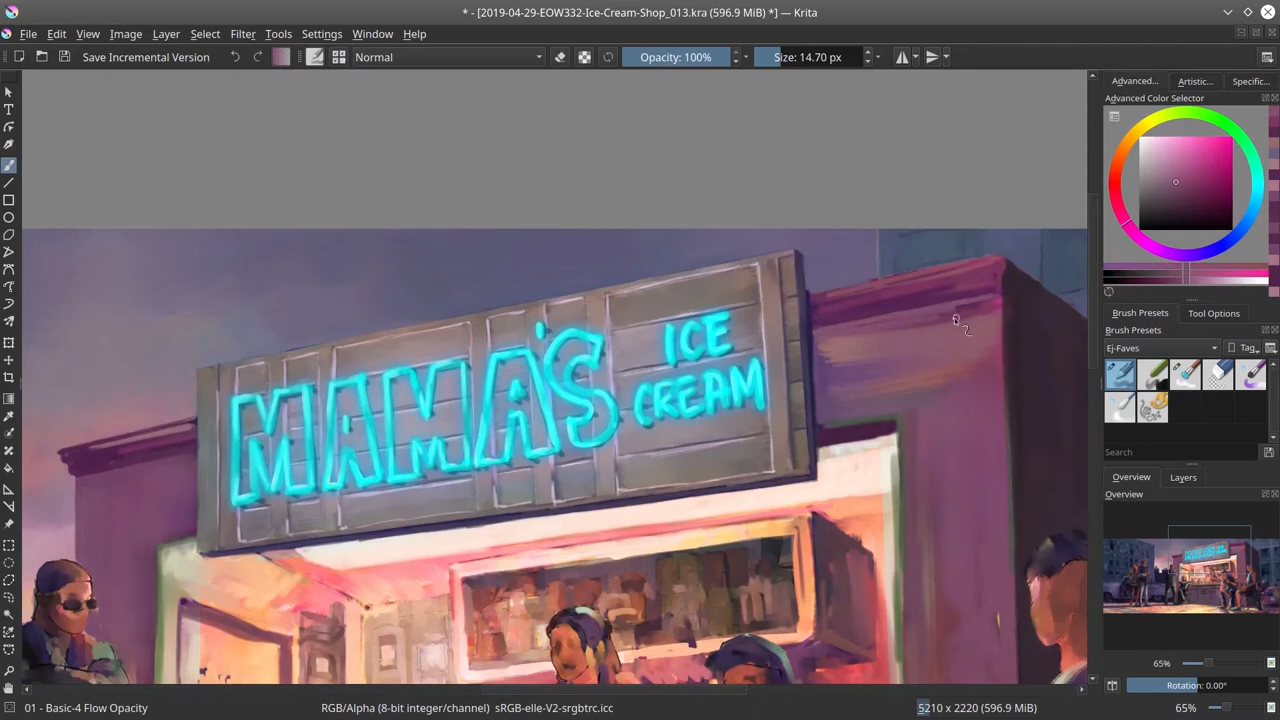 * - [2019-04-29-EOW332-Ice-Cream-Shop_013.kra (596.9 MiB) *] — Krita
File Edit View Image Layer Select Filter Tools Settings Window Help
Save Incremental Version Normal Opacity: 100% Size: 14.70 px
Advanced... Artistic... Specific...
Advanced Color Selector
MAMA'S
ICE
CREAM
Brush Presets Tool Options
Brush Presets
Ej-Faves Tag
Search
Overview Layers
Overview
65%
Rotation: 0.00°
01 - Basic-4 Flow Opacity RGB/Alpha (8-bit integer/channel) sRGB-elle-V2-srgbtrc.icc 5210 x 2220 (596.9 MiB) 65%